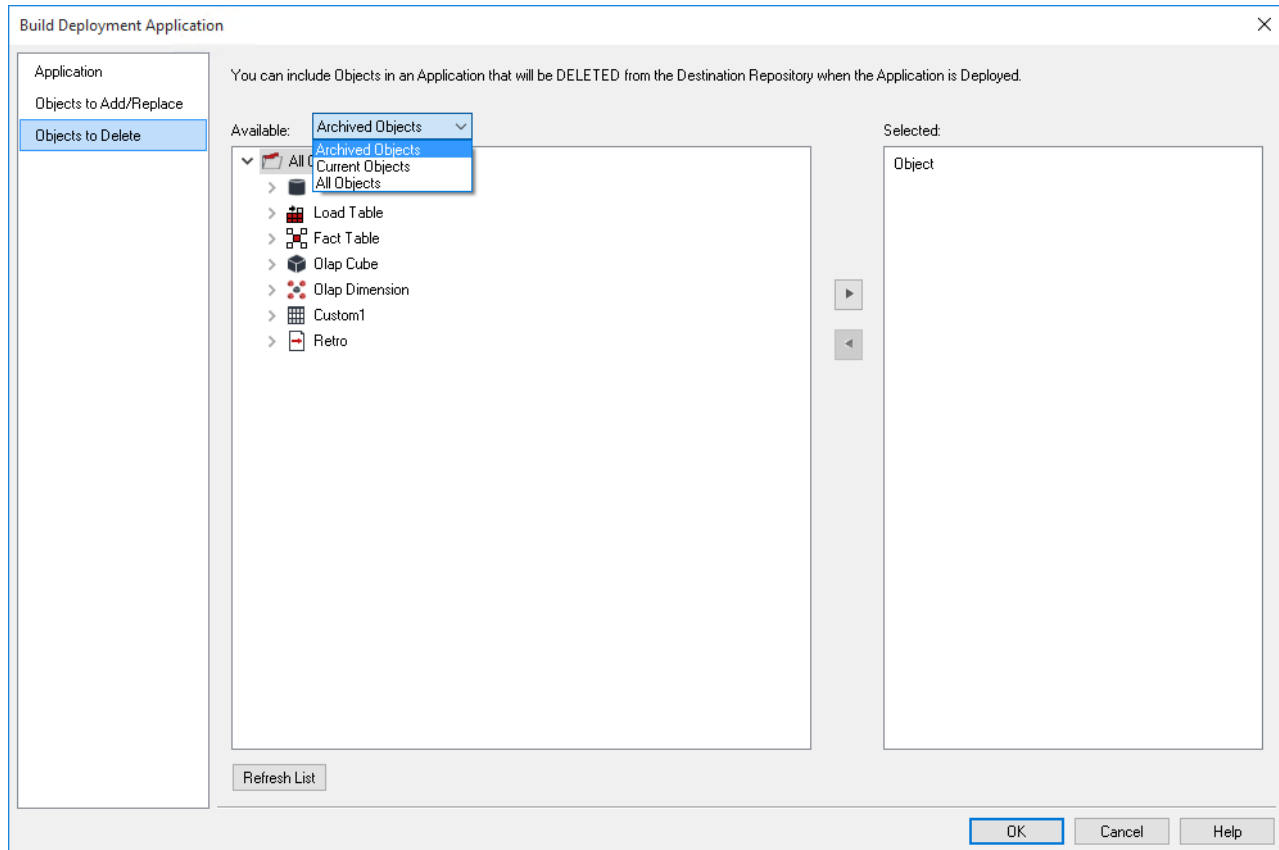 Build Deployment Application
Application
Objects to Add/Replace
Objects to Delete
You can include Objects in an Application that will be DELETED from the Destination Repository when the Application is Deployed.
Available:
Archived Objects
Selected:
Archived Objects
Current Objects
All Objects
All
Object
Load Table
Fact Table
Olap Cube
Olap Dimension
Custom1
Retro
Refresh List
OK
Cancel
Help